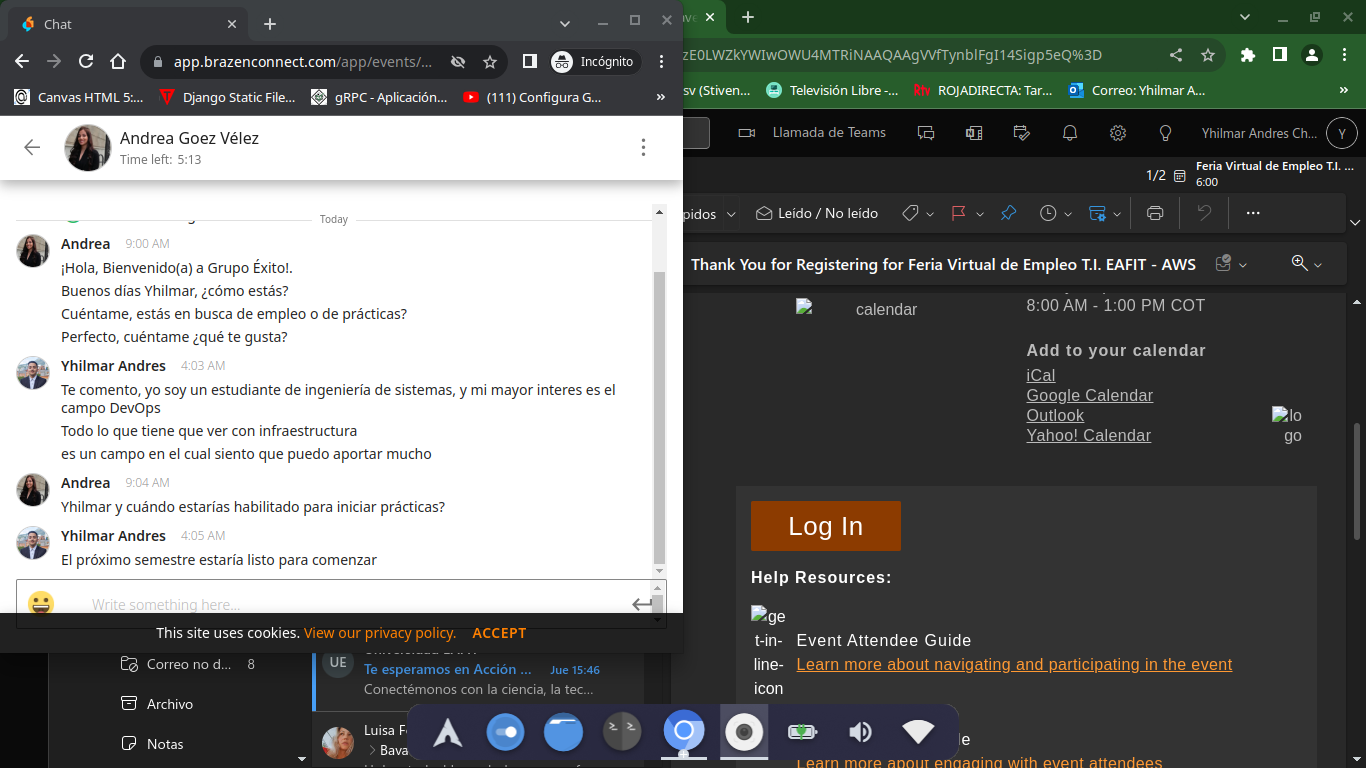 Chat
app.brazenconnect.com/app/events/...
Incógnito
Canvas HTML 5:...
Django Static File...
gRPC - Aplicación...
(111) Configura G...
»
Andrea Goez Vélez
Time left: 5:13
Today
Andrea 9:00 AM
¡Hola, Bienvenido(a) a Grupo Éxito!.
Buenos días Yhilmar, ¿cómo estás?
Cuéntame, estás en busca de empleo o de prácticas?
Perfecto, cuéntame ¿qué te gusta?
Yhilmar Andres 4:03 AM
Te comento, yo soy un estudiante de ingeniería de sistemas, y mi mayor interes es el
campo DevOps
Todo lo que tiene que ver con infraestructura
es un campo en el cual siento que puedo aportar mucho
Andrea 9:04 AM
Yhilmar y cuándo estarías habilitado para iniciar prácticas?
Yhilmar Andres 4:05 AM
El próximo semestre estaría listo para comenzar
Write something here...
This site uses cookies. View our privacy policy. ACCEPT
zE0LWZkYWIwOWU4MTRiNAAQAAgVVfTynblFgI14Sigp5eQ%3D
sv (Stiven...
Televisión Libre -...
Rh ROJADIRECTA: Tar...
Correo: Yhilmar A...
»
Llamada de Teams
Yhilmar Andres Ch...
Y
1/2
Feria Virtual de Empleo T.I. ...
6:00
pidos
Leído / No leído
Thank You for Registering for Feria Virtual de Empleo T.I. EAFIT - AWS
calendar
8:00 AM - 1:00 PM COT
Add to your calendar
iCal
Google Calendar
Outlook
Yahoo! Calendar
lo
go
Log In
Help Resources:
ge
t-in-
line-
icon
Event Attendee Guide
Learn more about navigating and participating in the event
Learn more about engaging with event attendees
Correo no d... 8
Archivo
Notas
UE
Te esperamos en Acción ... Jue 15:46
Conectémonos con la ciencia, la tec...
Luisa Fe
Bava